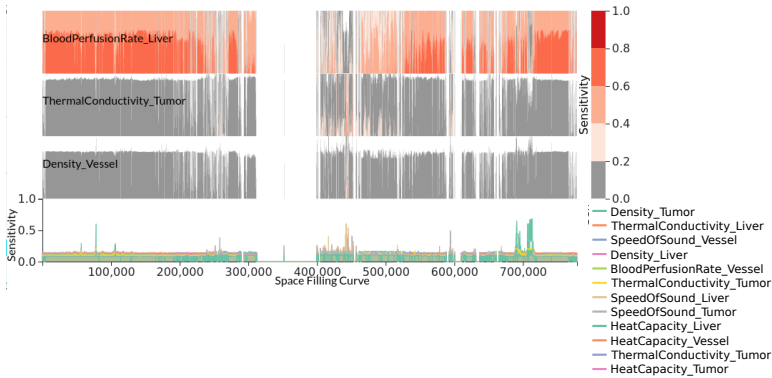 BloodPerfusionRate_Liver
ThermalConductivity_Tumor
Density_Vessel
1.0
0.8
0.6
0.4
0.2
0.0
Sensitivity
1.0
0.5
0.0
Sensitivity
100,000 200,000 300,000 400,000 500,000 600,000 700,000
Space Filling Curve
Density_Tumor
ThermalConductivity_Liver
SpeedOfSound_Vessel
Density_Liver
BloodPerfusionRate_Vessel
ThermalConductivity_Tumor
SpeedOfSound_Liver
SpeedOfSound_Tumor
HeatCapacity_Liver
HeatCapacity_Vessel
ThermalConductivity_Tumor
HeatCapacity_Tumor